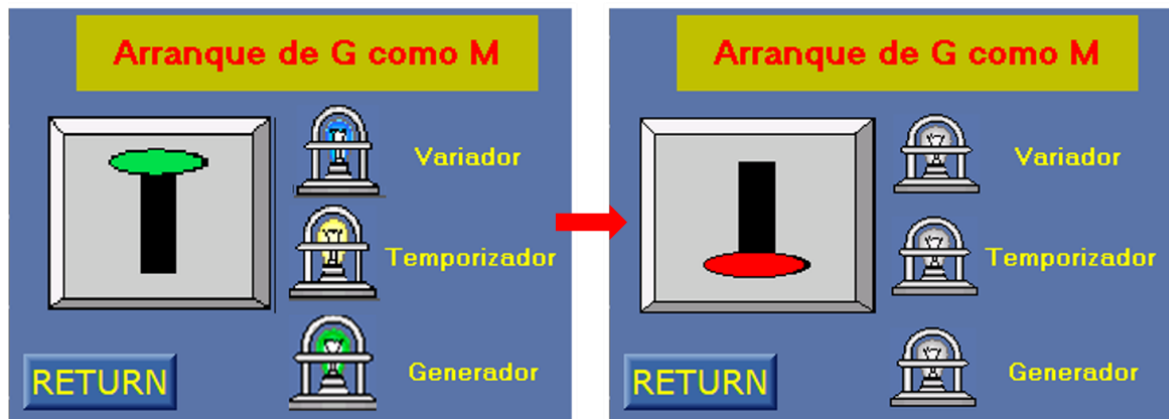 Arranque de G como M
Variador
Temporizador
Generador
RETURN
Arranque de G como M
Variador
Temporizador
Generador
RETURN